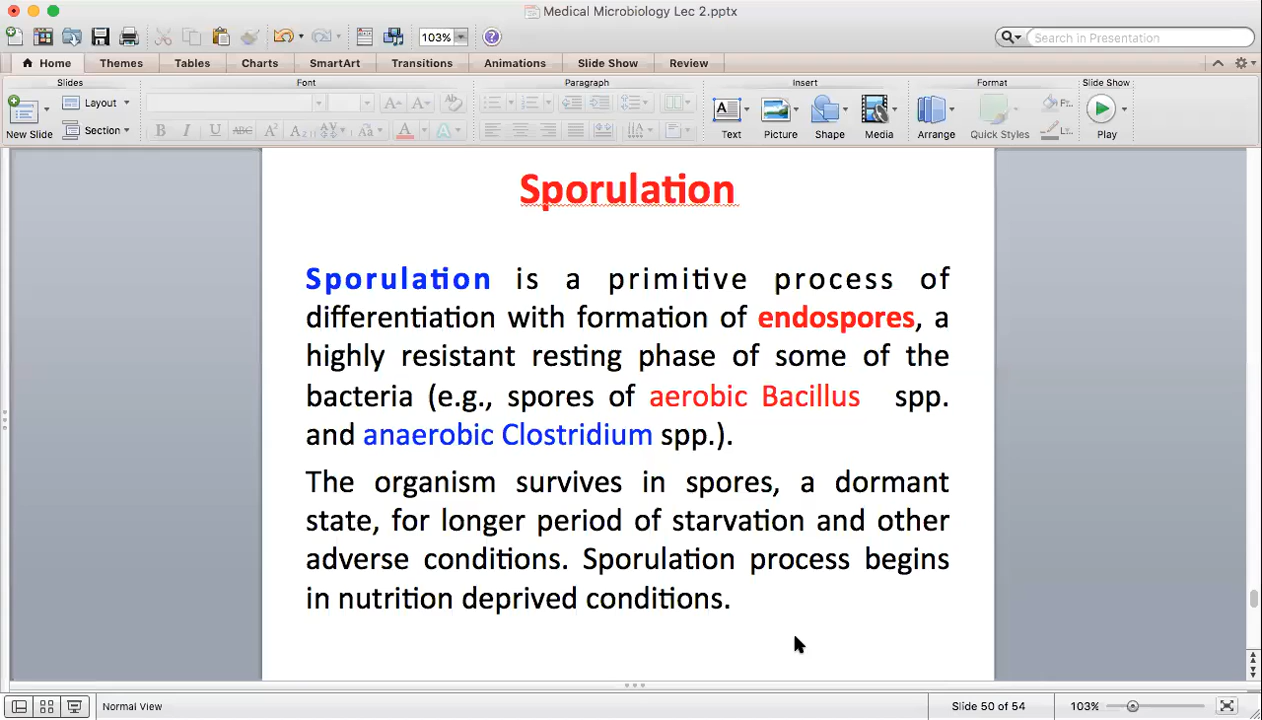 Medical Microbiology Lec 2.pptx
103%
Search in Presentation
Home Themes Tables Charts SmartArt Transitions Animations Slide Show Review
Slides Font Paragraph Insert Format Slide Show
New Slide Layout Section
B I U ABC A² A₂
Text Picture Shape Media Arrange Quick Styles Play
Sporulation
Sporulation is a primitive process of
differentiation with formation of endospores, a
highly resistant resting phase of some of the
bacteria (e.g., spores of aerobic Bacillus spp.
and anaerobic Clostridium spp.).
The organism survives in spores, a dormant
state, for longer period of starvation and other
adverse conditions. Sporulation process begins
in nutrition deprived conditions.
Normal View Slide 50 of 54 103%